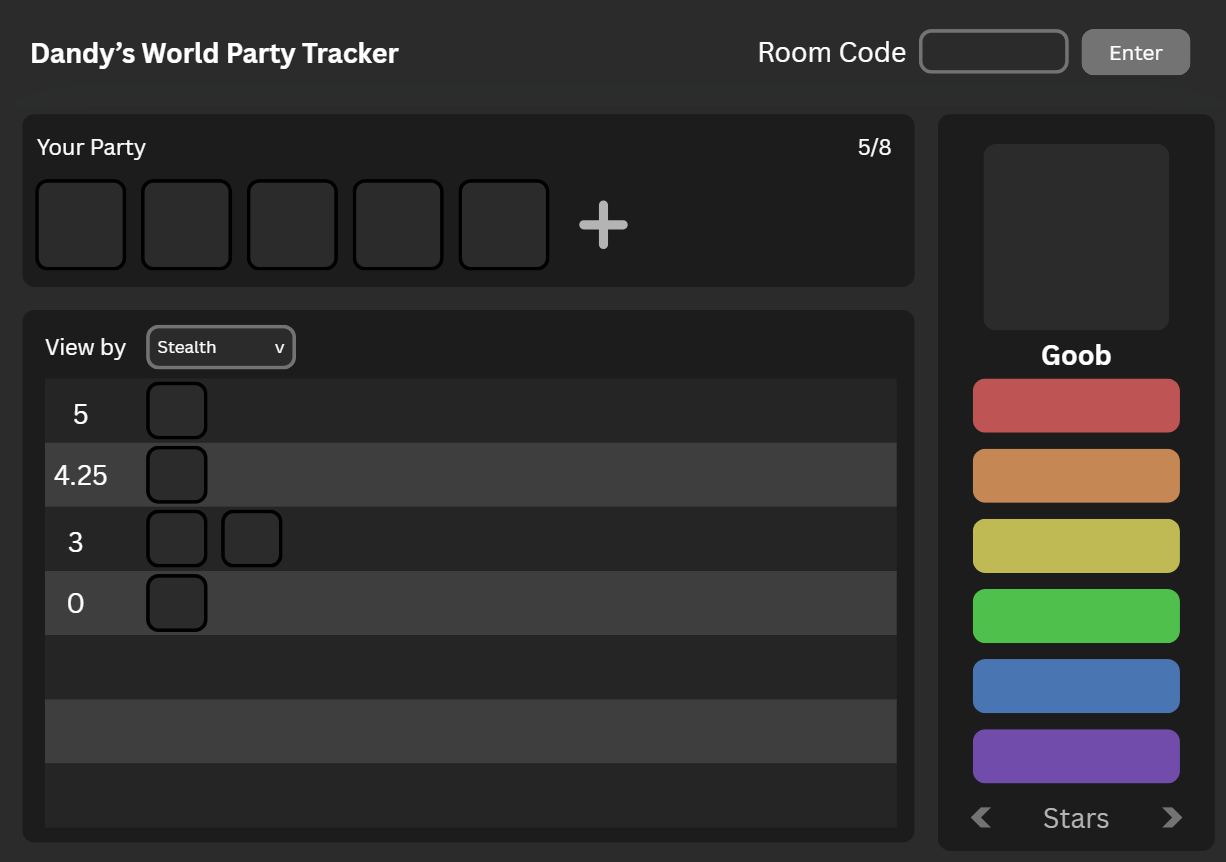 Dandy’s World Party Tracker
Room Code
Enter
Your Party
5/8
View by
Stealth
v
5
4.25
3
0
Goob
Stars